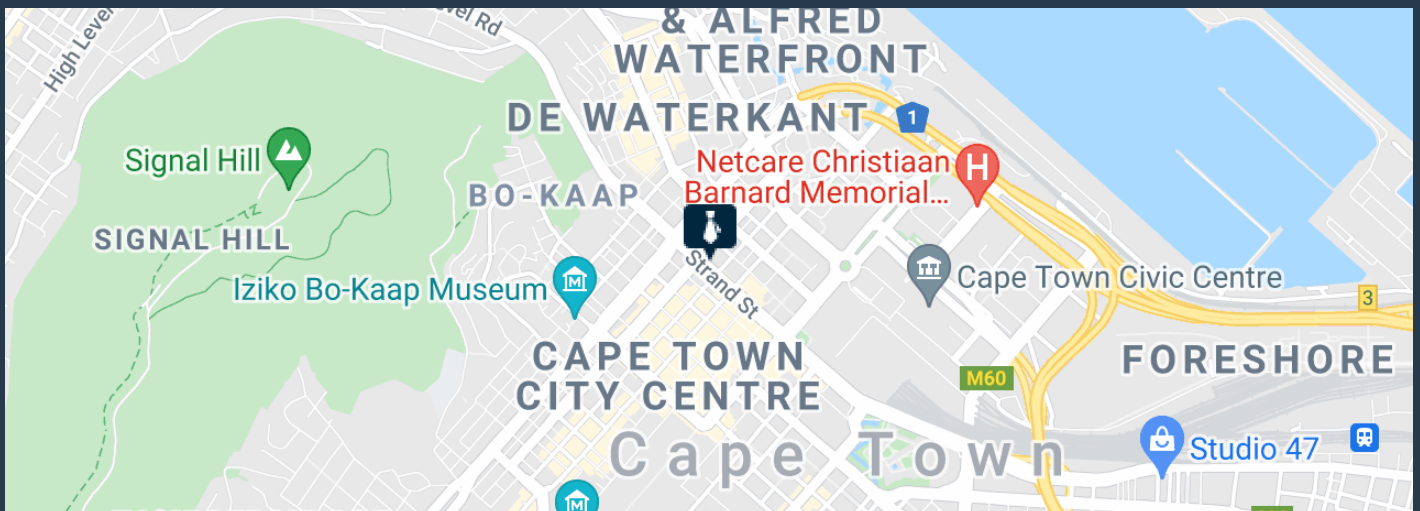 & ALFRED
WATERFRONT
High Level
vel Rd
DE WATERKANT
1
Signal Hill
Netcare Christiaan
Barnard Memorial...
H
BO-KAAP
SIGNAL HILL
Strand St
Iziko Bo-Kaap Museum
M
Cape Town Civic Centre
3
CAPE TOWN
CITY CENTRE
FORESHORE
M60
Cape Town
Studio 47
M